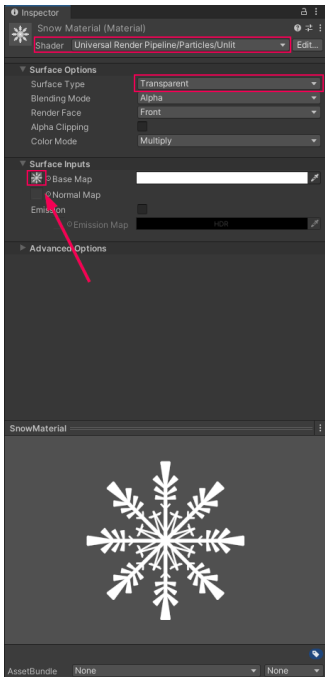 Inspector
Snow Material (Material)
Shader Universal Render Pipeline/Particles/Unlit Edit...
Surface Options
Surface Type Transparent
Blending Mode Alpha
Render Face Front
Alpha Clipping
Color Mode Multiply
Surface Inputs
Base Map
Normal Map
Emission
Emission Map HDR
Advanced Options
SnowMaterial
AssetBundle None None